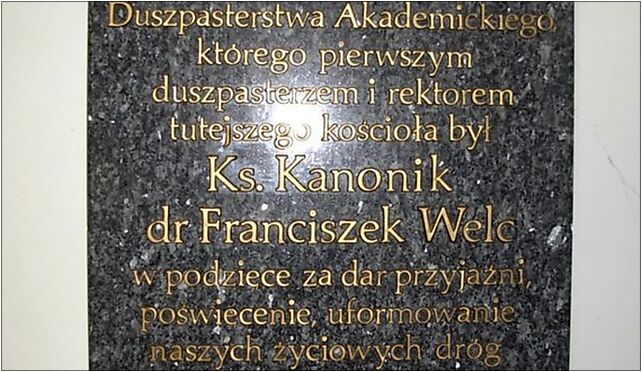 Duszpasterstwa Akademickiego,
którego pierwszym
duszpasterzem i rektorem
tutejszego kościoła był
Ks. Kanonik
dr Franciszek Welc
w podzięce za dar przyjaźni,
poświęcenie, uformowanie
naszych życiowych dróg